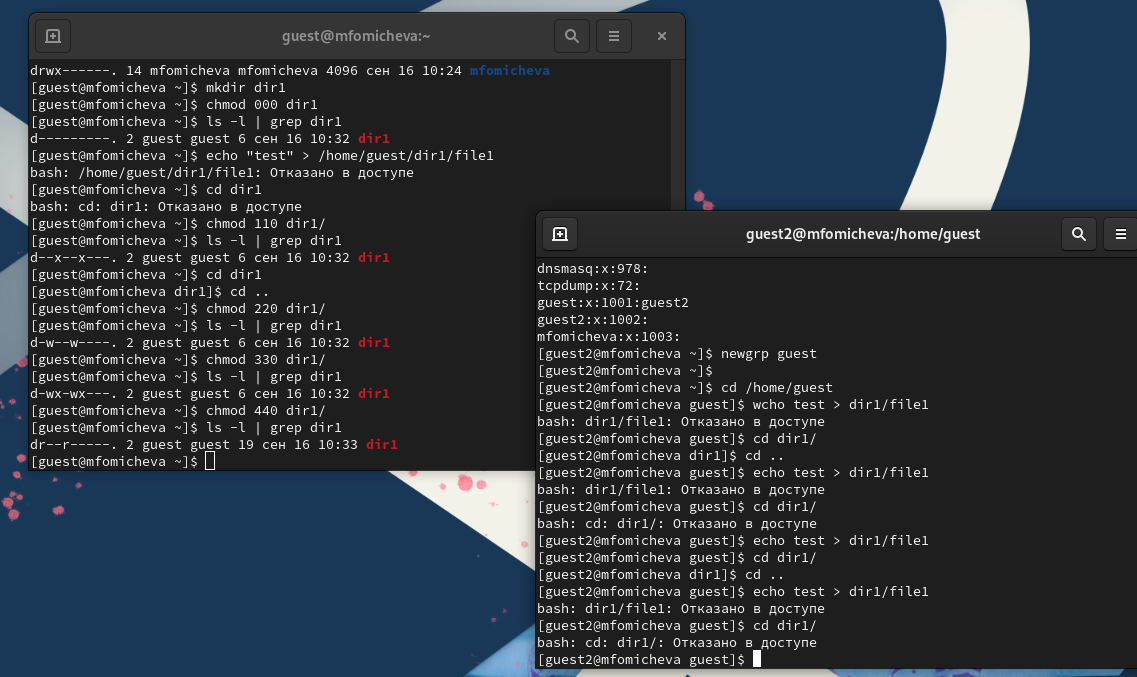 guest@mfomicheva:~
drwx------. 14 mfomicheva mfomicheva 4096 сен 16 10:24 mfomicheva
[guest@mfomicheva ~]$ mkdir dir1
[guest@mfomicheva ~]$ chmod 000 dir1
[guest@mfomicheva ~]$ ls -l | grep dir1
d---------. 2 guest guest 6 сен 16 10:32 dir1
[guest@mfomicheva ~]$ echo "test" > /home/guest/dir1/file1
bash: /home/guest/dir1/file1: Отказано в доступе
[guest@mfomicheva ~]$ cd dir1
bash: cd: dir1: Отказано в доступе
[guest@mfomicheva ~]$ chmod 110 dir1/
[guest@mfomicheva ~]$ ls -l | grep dir1
d--x--x---. 2 guest guest 6 сен 16 10:32 dir1
[guest@mfomicheva ~]$ cd dir1
[guest@mfomicheva dir1]$ cd ..
[guest@mfomicheva ~]$ chmod 220 dir1/
[guest@mfomicheva ~]$ ls -l | grep dir1
d-w--w----. 2 guest guest 6 сен 16 10:32 dir1
[guest@mfomicheva ~]$ chmod 330 dir1/
[guest@mfomicheva ~]$ ls -l | grep dir1
d-wx-wx---. 2 guest guest 6 сен 16 10:32 dir1
[guest@mfomicheva ~]$ chmod 440 dir1/
[guest@mfomicheva ~]$ ls -l | grep dir1
dr--r-----. 2 guest guest 19 сен 16 10:33 dir1
[guest@mfomicheva ~]$
guest2@mfomicheva:/home/guest
dnsmasq:x:978:
tcpdump:x:72:
guest:x:1001:guest2
guest2:x:1002:
mfomicheva:x:1003:
[guest2@mfomicheva ~]$ newgrp guest
[guest2@mfomicheva ~]$
[guest2@mfomicheva ~]$ cd /home/guest
[guest2@mfomicheva guest]$ wcho test > dir1/file1
bash: dir1/file1: Отказано в доступе
[guest2@mfomicheva guest]$ cd dir1/
[guest2@mfomicheva dir1]$ cd ..
[guest2@mfomicheva guest]$ echo test > dir1/file1
bash: dir1/file1: Отказано в доступе
[guest2@mfomicheva guest]$ cd dir1/
bash: cd: dir1/: Отказано в доступе
[guest2@mfomicheva guest]$ echo test > dir1/file1
[guest2@mfomicheva guest]$ cd dir1/
[guest2@mfomicheva dir1]$ cd ..
[guest2@mfomicheva guest]$ echo test > dir1/file1
bash: dir1/file1: Отказано в доступе
[guest2@mfomicheva guest]$ cd dir1/
bash: cd: dir1/: Отказано в доступе
[guest2@mfomicheva guest]$